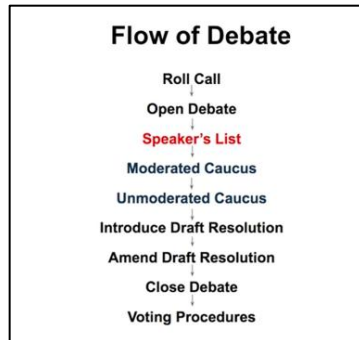 Flow of Debate
Roll Call
Open Debate
Speaker's List
Moderated Caucus
Unmoderated Caucus
Introduce Draft Resolution
Amend Draft Resolution
Close Debate
Voting Procedures